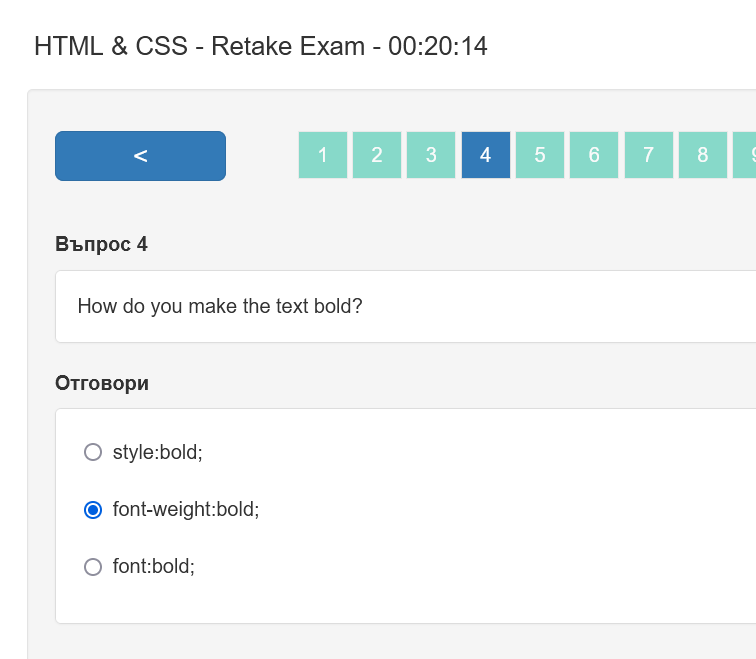 HTML & CSS - Retake Exam - 00:20:14
< 1 2 3 4 5 6 7 8
Въпрос 4
How do you make the text bold?
Отговори
style:bold;
font-weight:bold;
font:bold;